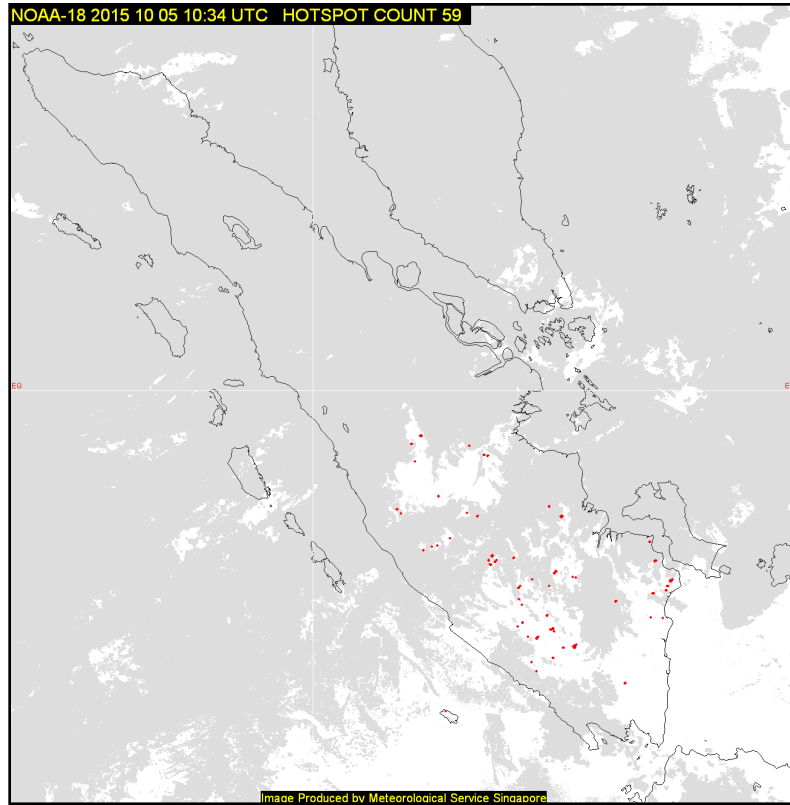 NOAA-18 2015 10 05 10:34 UTC HOTSPOT COUNT 59
EQ
E
Image Produced by Meteorological Service Singapore